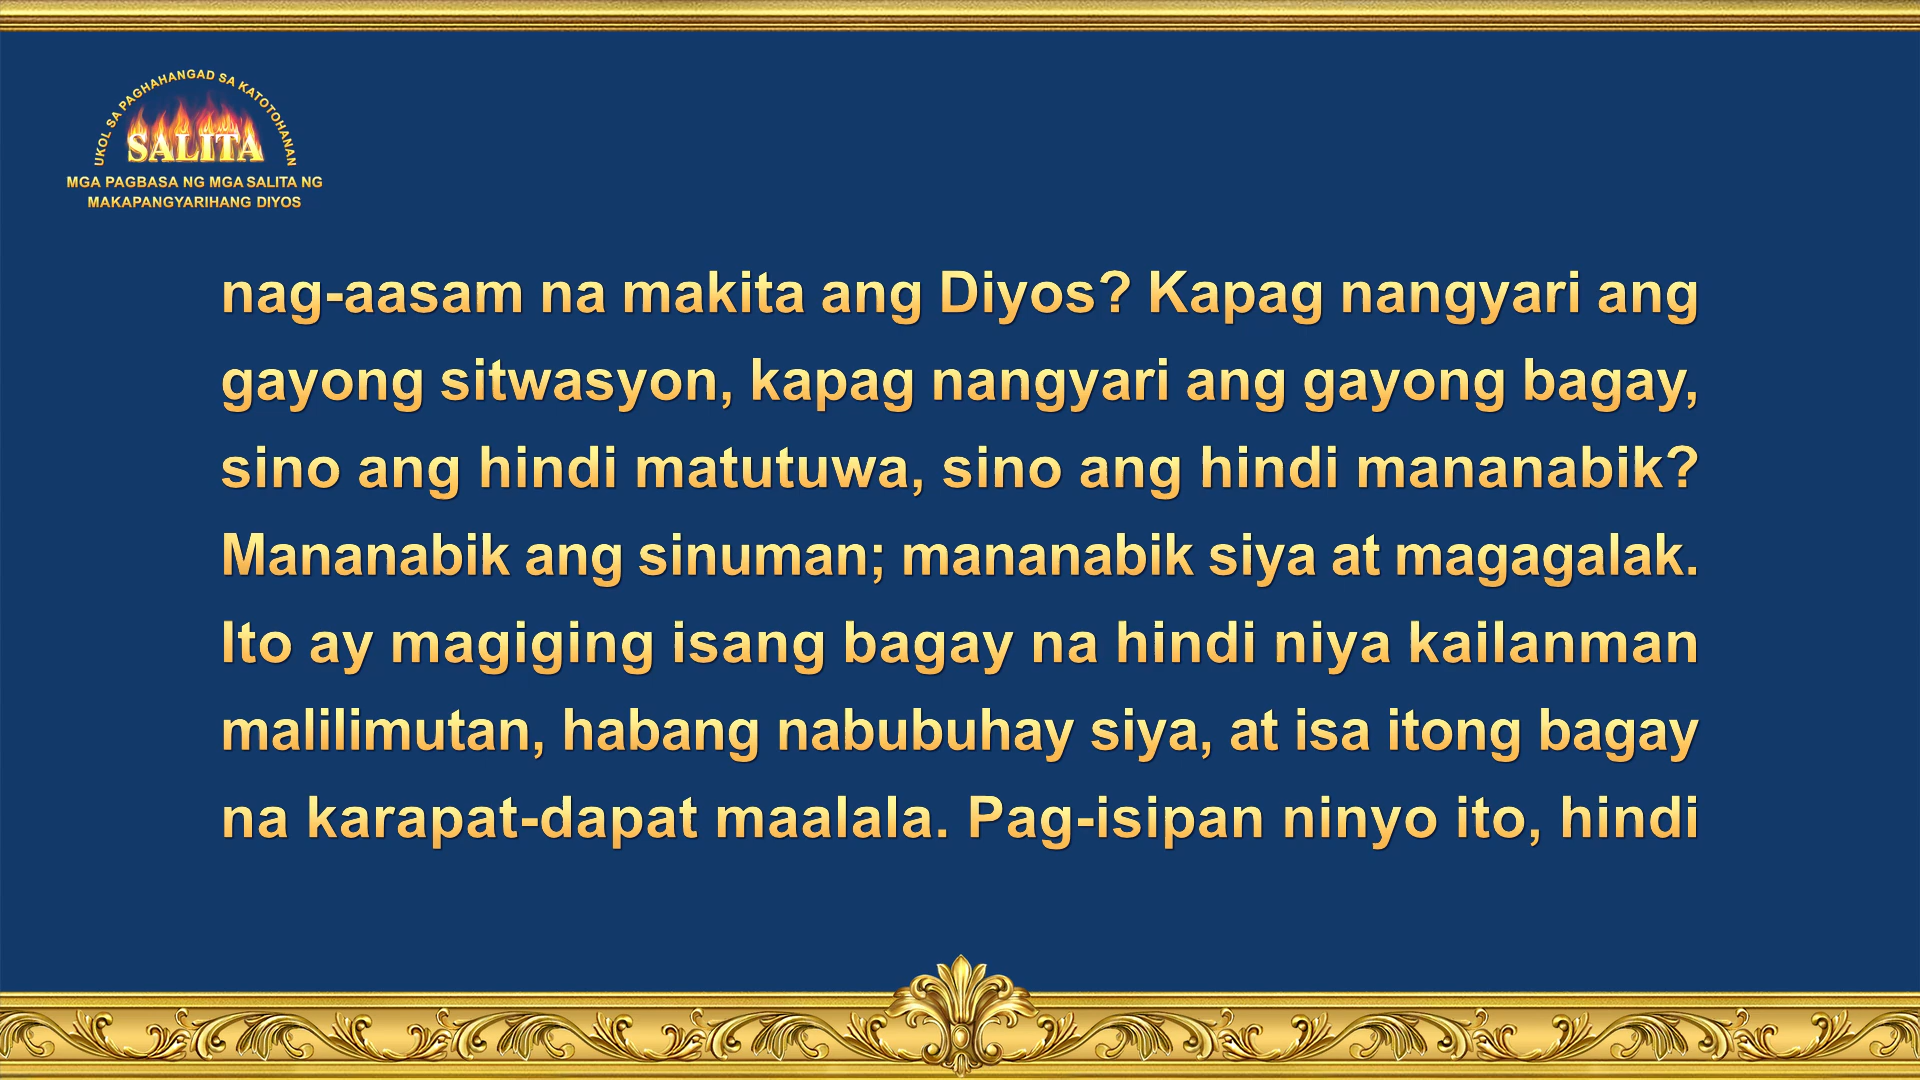 UKOL SA PAGHAHANGAD SA KATOTOHANAN
SALITA
MGA PAGBASA NG MGA SALITA NG
MAKAPANGYARIHANG DIYOS
nag-aasam na makita ang Diyos? Kapag nangyari ang
gayong sitwasyon, kapag nangyari ang gayong bagay,
sino ang hindi matutuwa, sino ang hindi mananabik?
Mananabik ang sinuman; mananabik siya at magagalak.
Ito ay magiging isang bagay na hindi niya kailanman
malilimutan, habang nabubuhay siya, at isa itong bagay
na karapat-dapat maalala. Pag-isipan ninyo ito, hindi